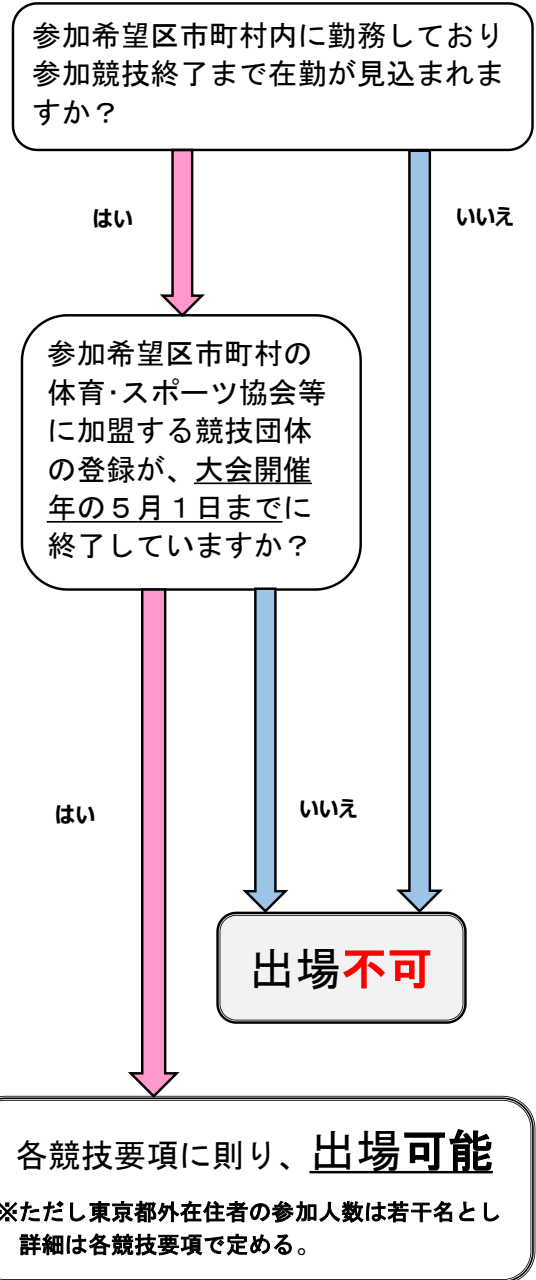 参加希望区市町村内に勤務しており
参加競技終了まで在勤が見込まれま
すか？
はい
いいえ
参加希望区市町村の
体育･スポーツ協会等
に加盟する競技団体
の登録が、大会開催
年の５月１日までに
終了していますか？
はい
いいえ
出場不可
各競技要項に則り、出場可能
※ただし東京都外在住者の参加人数は若干名とし
詳細は各競技要項で定める。